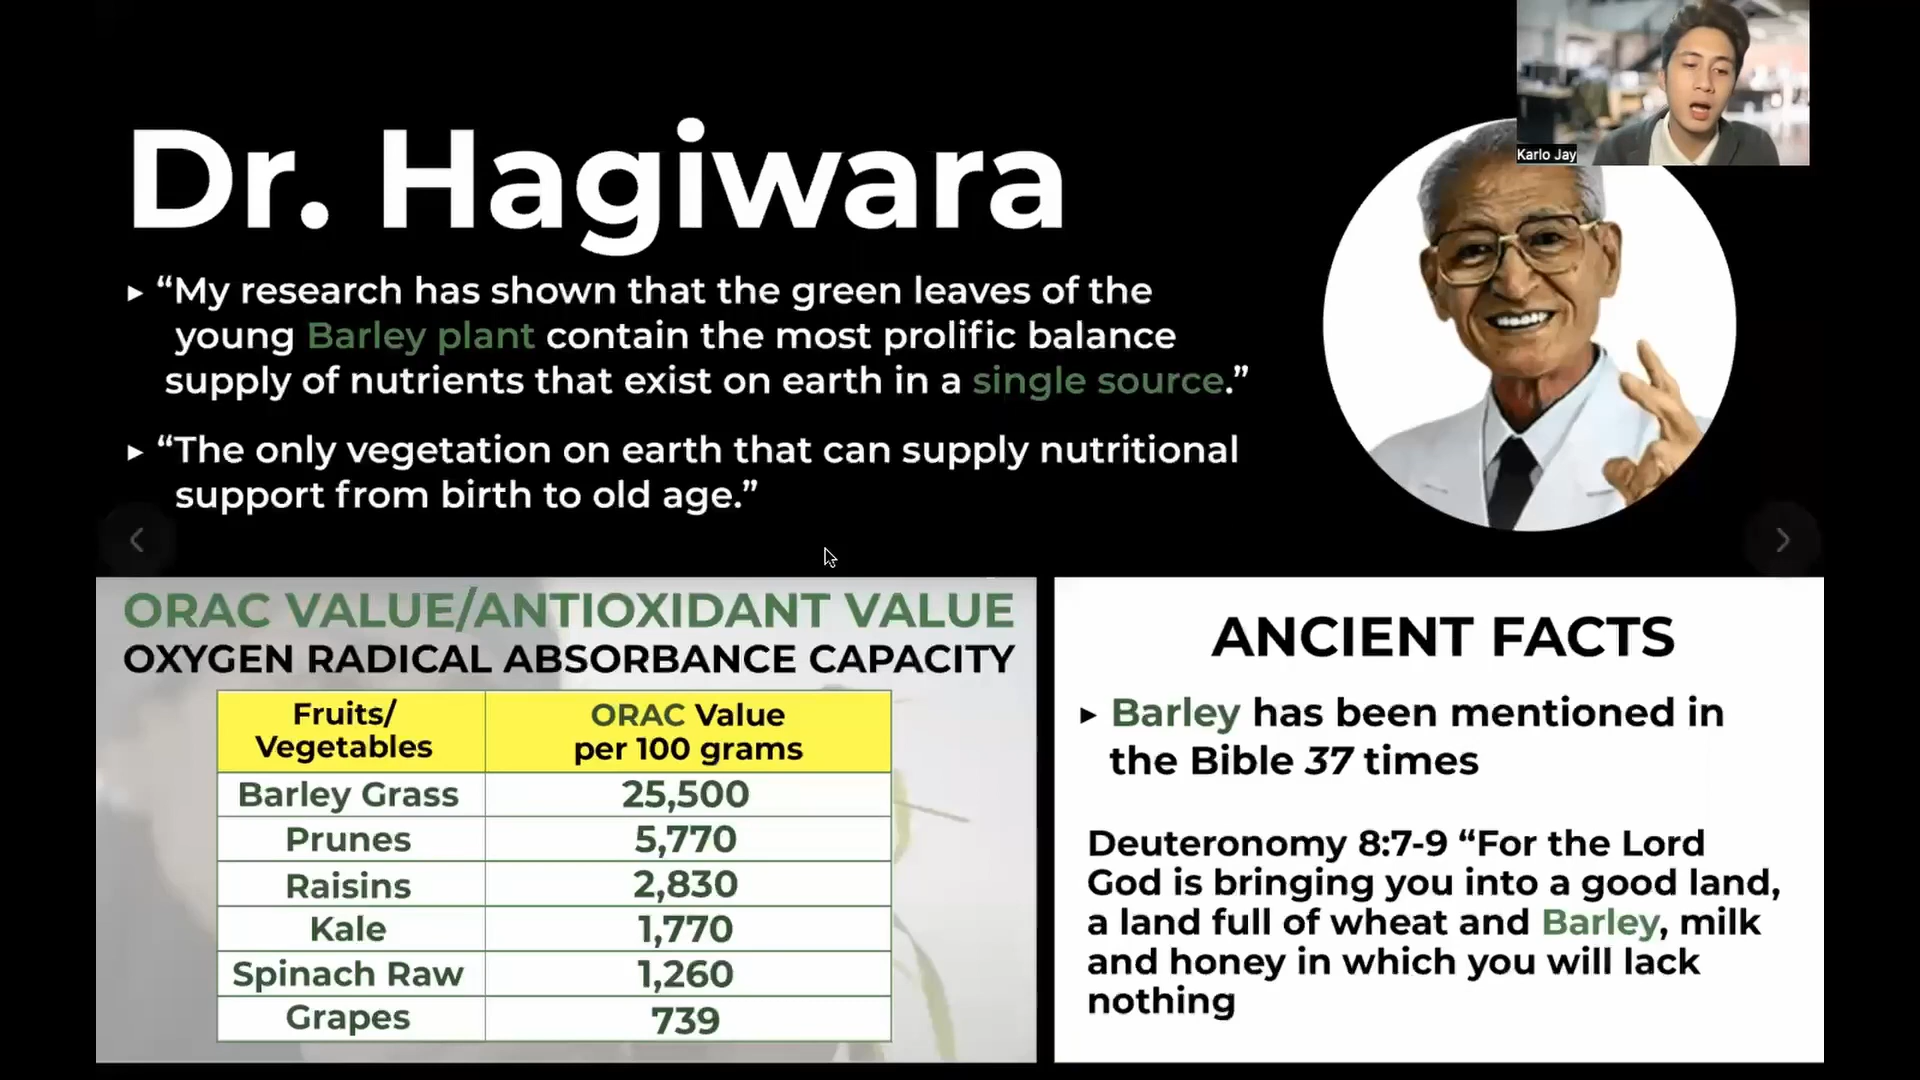 Karlo Jay
Dr. Hagiwara
▸ “My research has shown that the green leaves of the
young Barley plant contain the most prolific balance
supply of nutrients that exist on earth in a single source.”
▸ “The only vegetation on earth that can supply nutritional
support from birth to old age.”
ORAC VALUE/ANTIOXIDANT VALUE
OXYGEN RADICAL ABSORBANCE CAPACITY
Fruits/
Vegetables
ORAC Value
per 100 grams
Barley Grass 25,500
Prunes 5,770
Raisins 2,830
Kale 1,770
Spinach Raw 1,260
Grapes 739
ANCIENT FACTS
▸ Barley has been mentioned in
the Bible 37 times
Deuteronomy 8:7-9 “For the Lord
God is bringing you into a good land,
a land full of wheat and Barley, milk
and honey in which you will lack
nothing